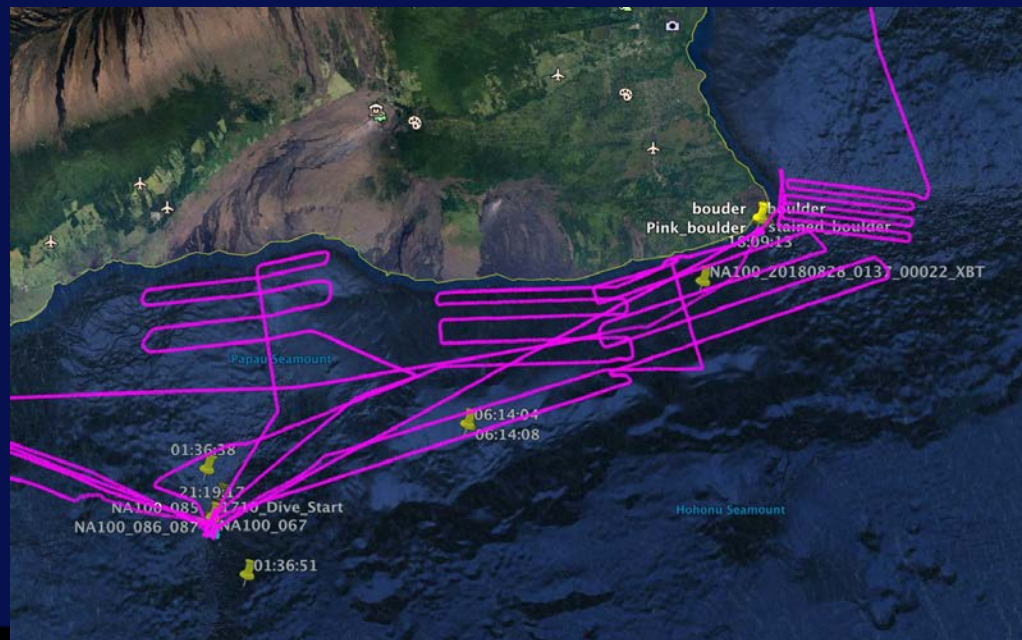 bouder
boulder
Pink_boulder
stained_boulder
18:09:13
NA100_20180828_0137_00022_XBT
Papau Seamount
06:14:04
06:14:08
01:36:38
21:19:17
NA100_085
1710_Dive_Start
NA100_086_087
NA100_067
Hohonu Seamount
01:36:51